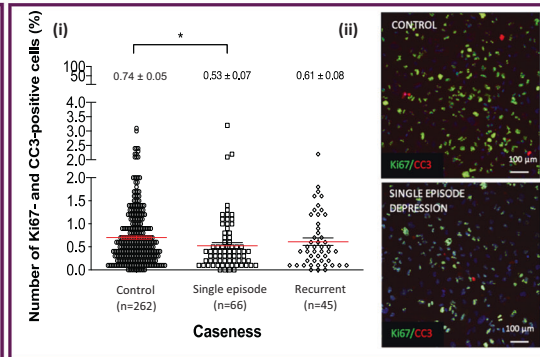 (i)
(ii)
Number of Ki67- and CC3-positive cells (%)
*
100
50
4.0
3.5
3.0
2.5
2.0
2.0
1.5
1.0
0.5
0.0
0.74 ± 0.05
0,53 ± 0,07
0,61 ± 0,08
Control
(n=262)
Single episode
(n=66)
Recurrent
(n=45)
Caseness
CONTROL
Ki67/CC3
100 µm
SINGLE EPISODE
DEPRESSION
Ki67/CC3
100 µm